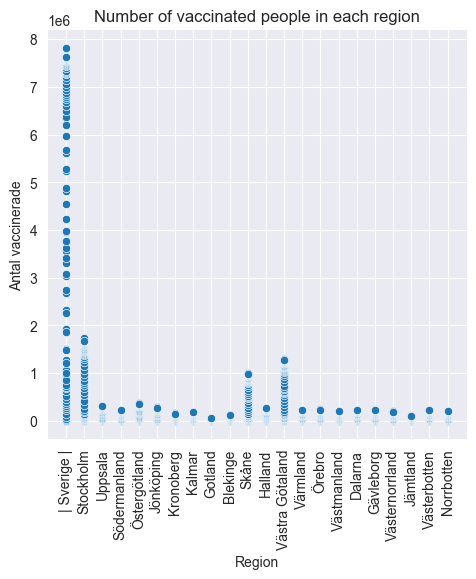 Number of vaccinated people in each region
1e6
8
7
6
5
4
3
2
1
0
Antal vaccinerade
| Sverige |
Stockholm
Uppsala
Södermanland
Östergötland
Jönköping
Kronoberg
Kalmar
Gotland
Blekinge
Skåne
Halland
Västra Götaland
Värmland
Örebro
Västmanland
Dalarna
Gävleborg
Västernorrland
Jämtland
Västerbotten
Norrbotten
Region